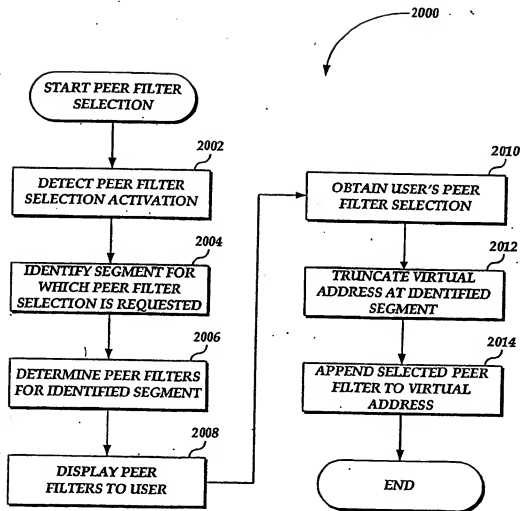 2000
START PEER FILTER
SELECTION
2002
DETECT PEER FILTER
SELECTION ACTIVATION
2004
IDENTIFY SEGMENT FOR
WHICH PEER FILTER
SELECTION IS REQUESTED
2006
DETERMINE PEER FILTERS
FOR IDENTIFIED SEGMENT
2008
DISPLAY PEER
FILTERS TO USER
2010
OBTAIN USER'S PEER
FILTER SELECTION
2012
TRUNCATE VIRTUAL
ADDRESS AT IDENTIFIED
SEGMENT
2014
APPEND SELECTED PEER
FILTER TO VIRTUAL
ADDRESS
END